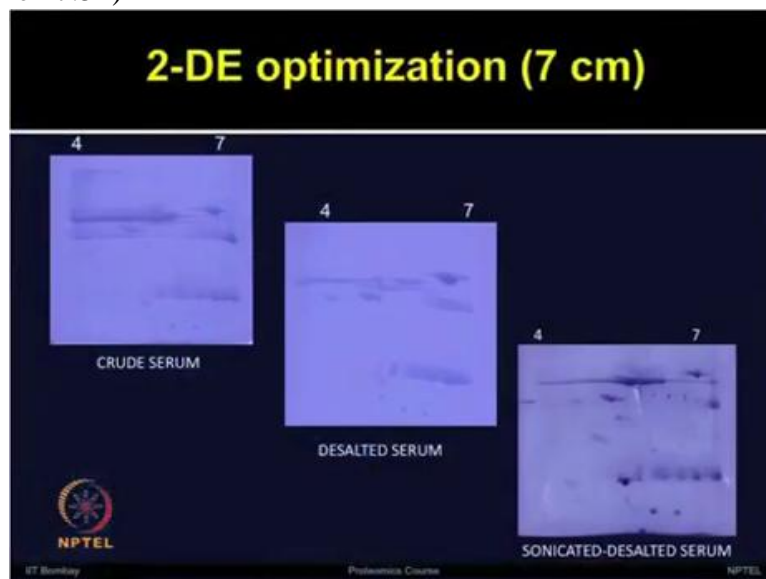 2-DE optimization (7 cm)
4 7
CRUDE SERUM
4 7
DESALTED SERUM
4 7
SONICATED-DESALTED SERUM
NPTEL
IIT Bombay Proteomics Course NPTEL